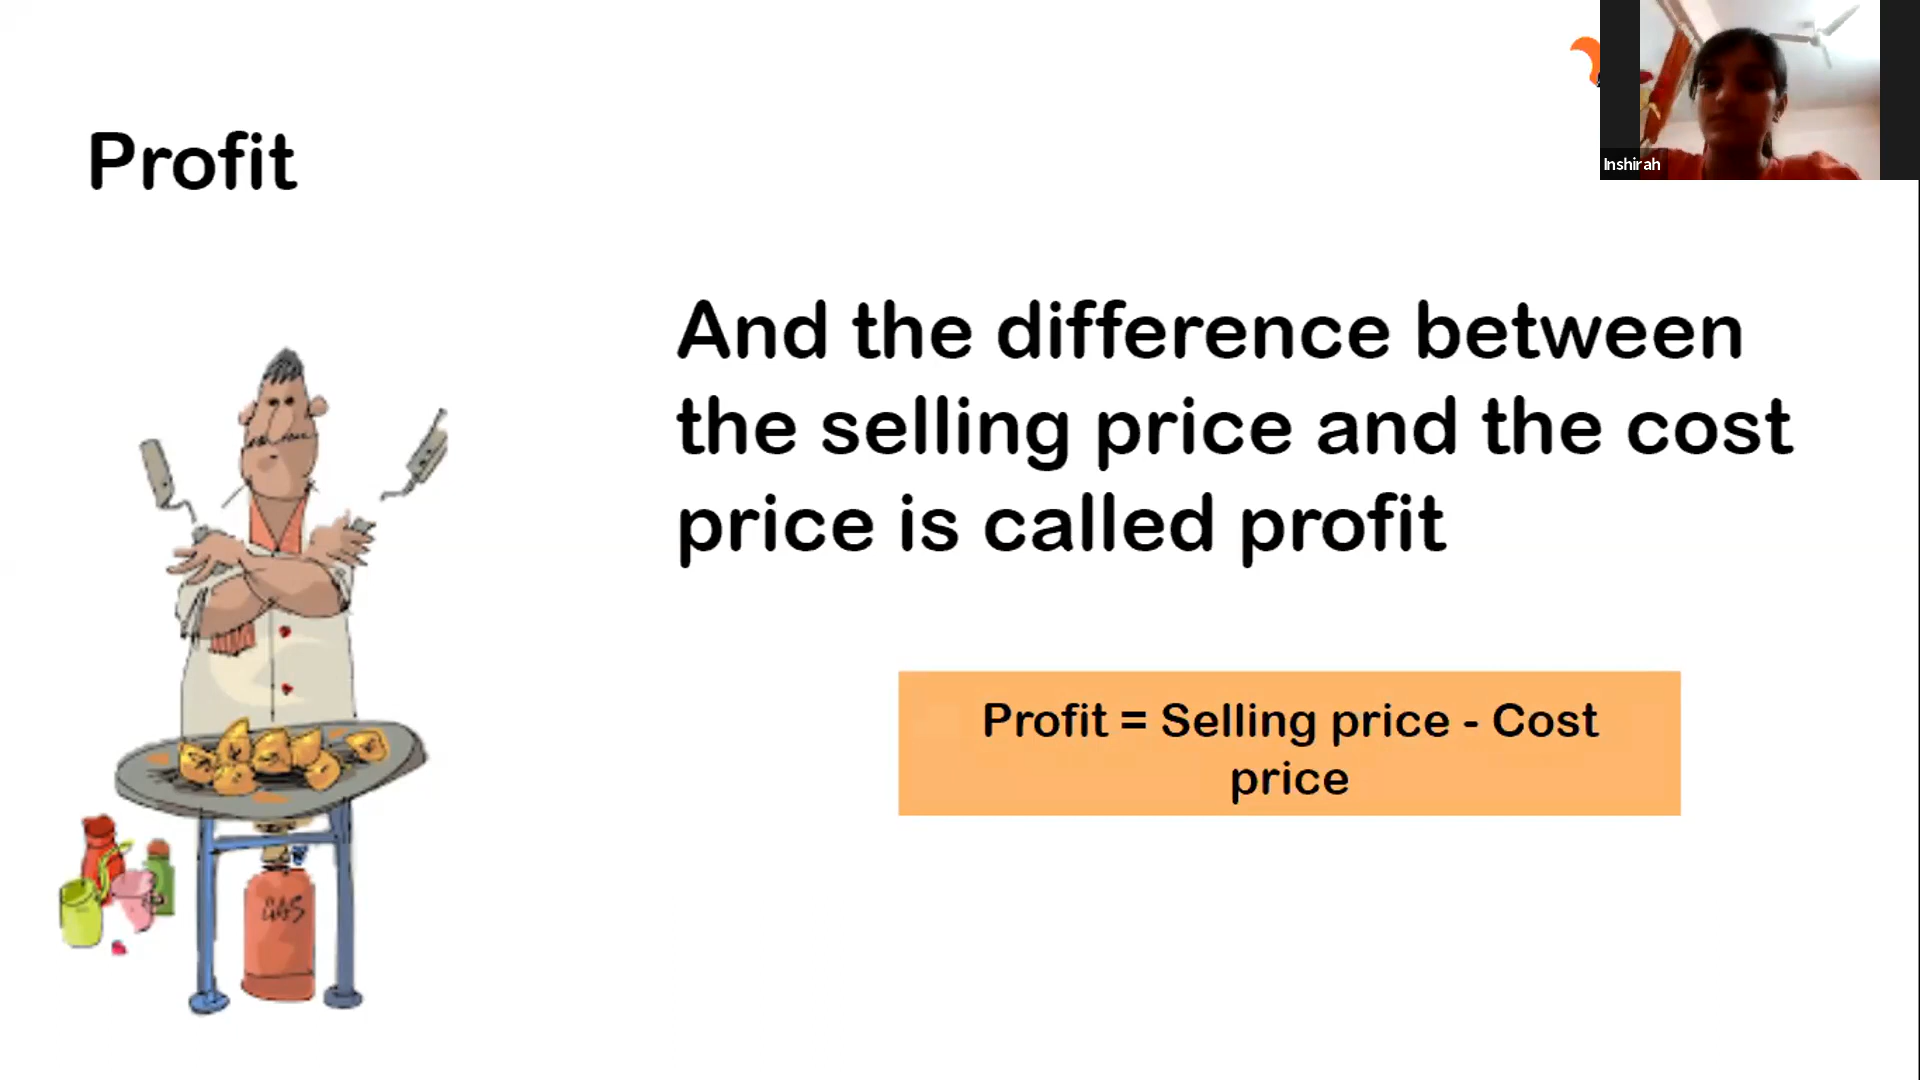 Inshirah
Profit
And the difference between
the selling price and the cost
price is called profit
Profit = Selling price - Cost
price
GAS